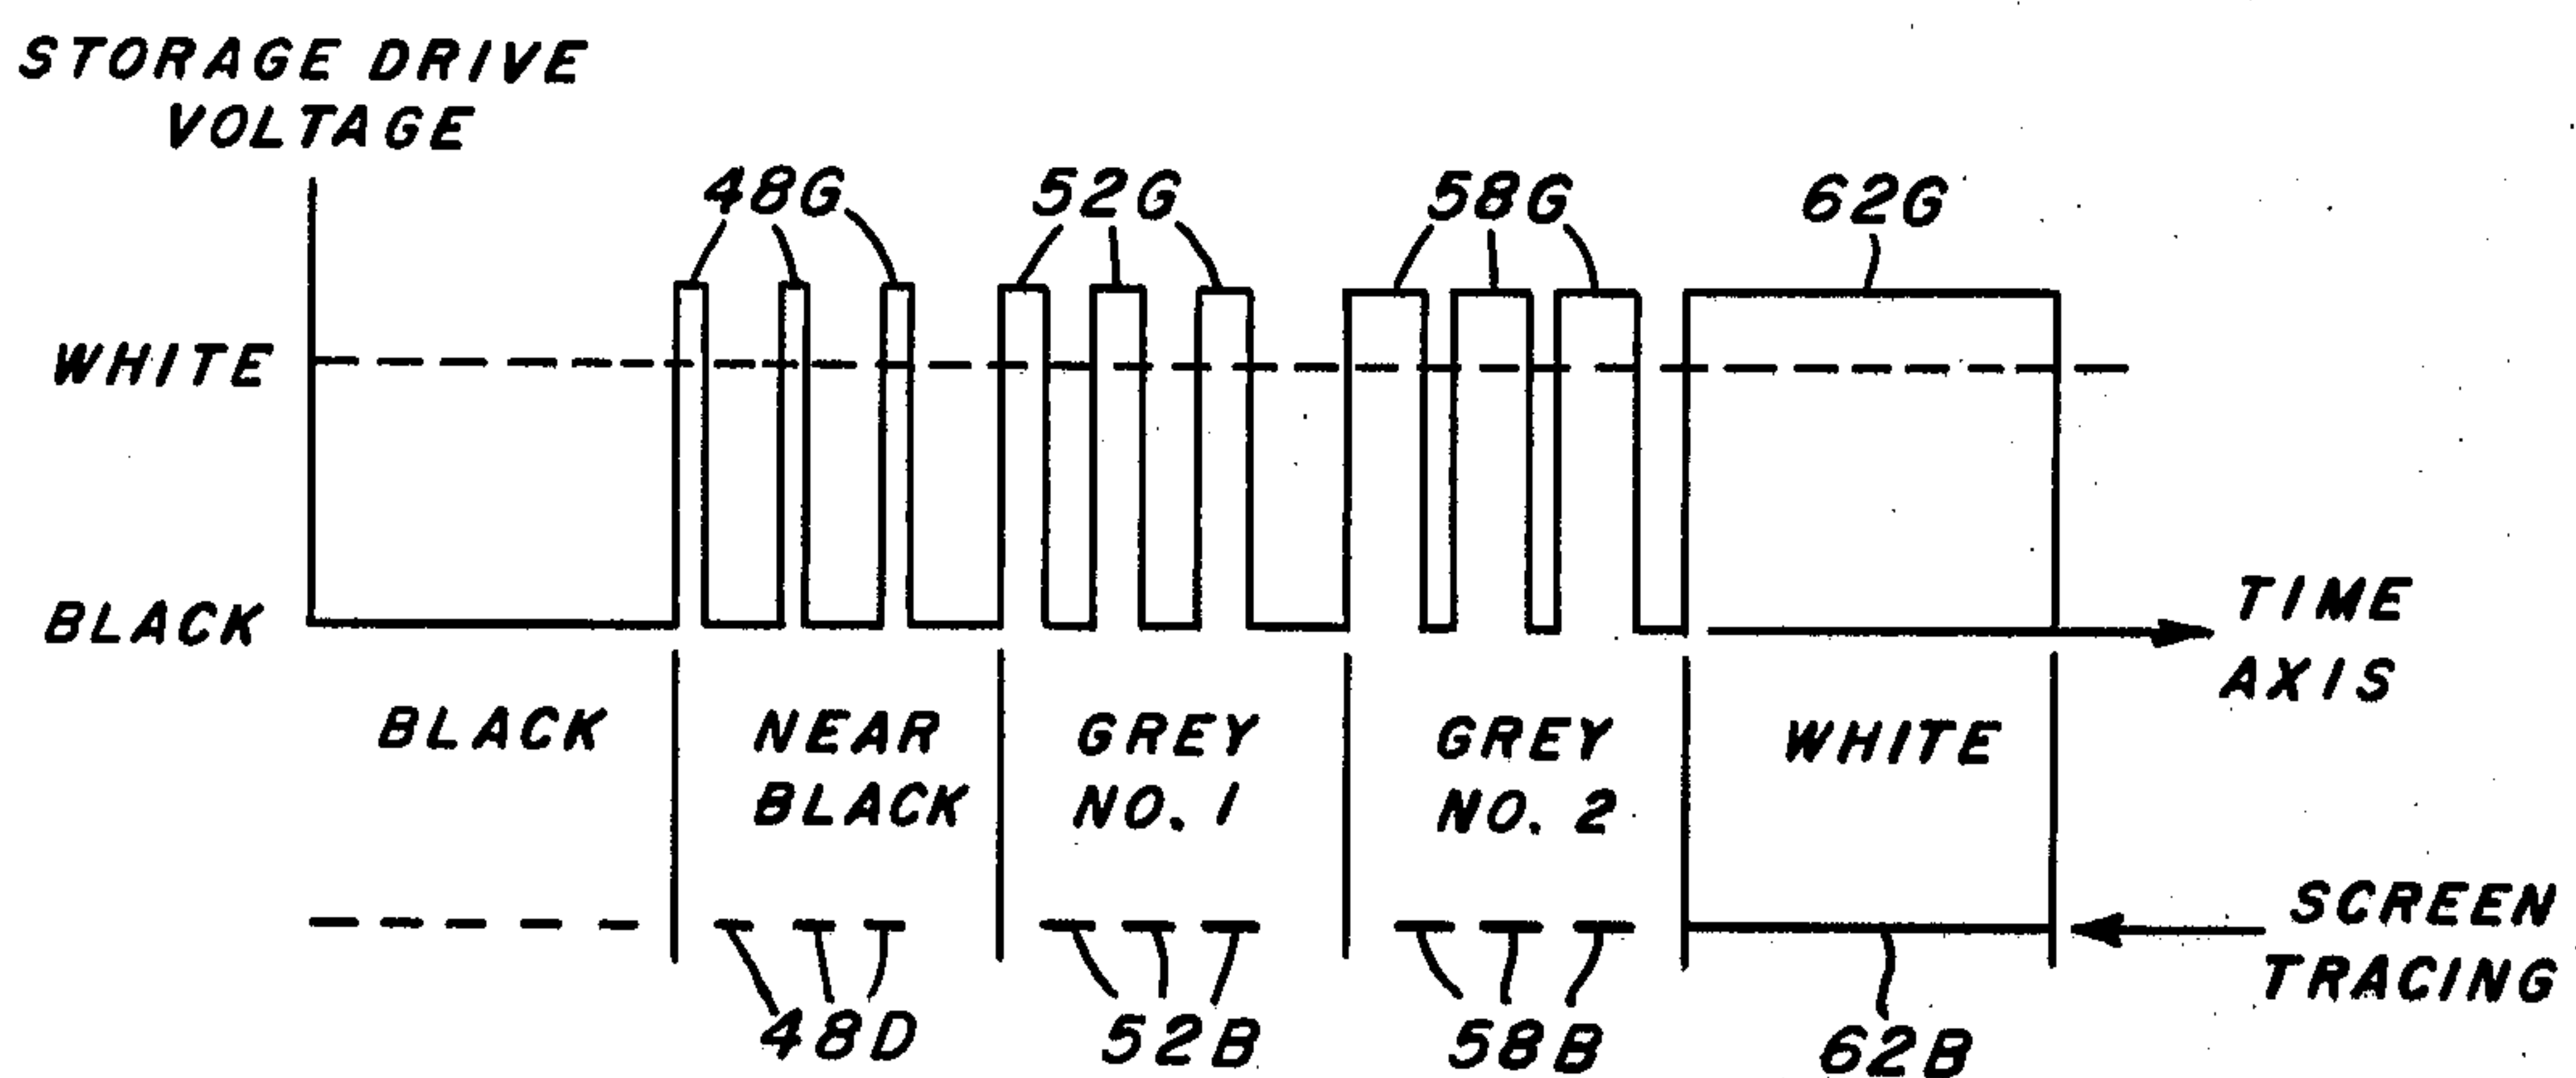 STORAGE DRIVE
VOLTAGE
48G
52G
58G
62G
WHITE
BLACK
TIME
AXIS
BLACK
NEAR
BLACK
GREY
NO. 1
GREY
NO. 2
WHITE
SCREEN
TRACING
48D
52B
58B
62B